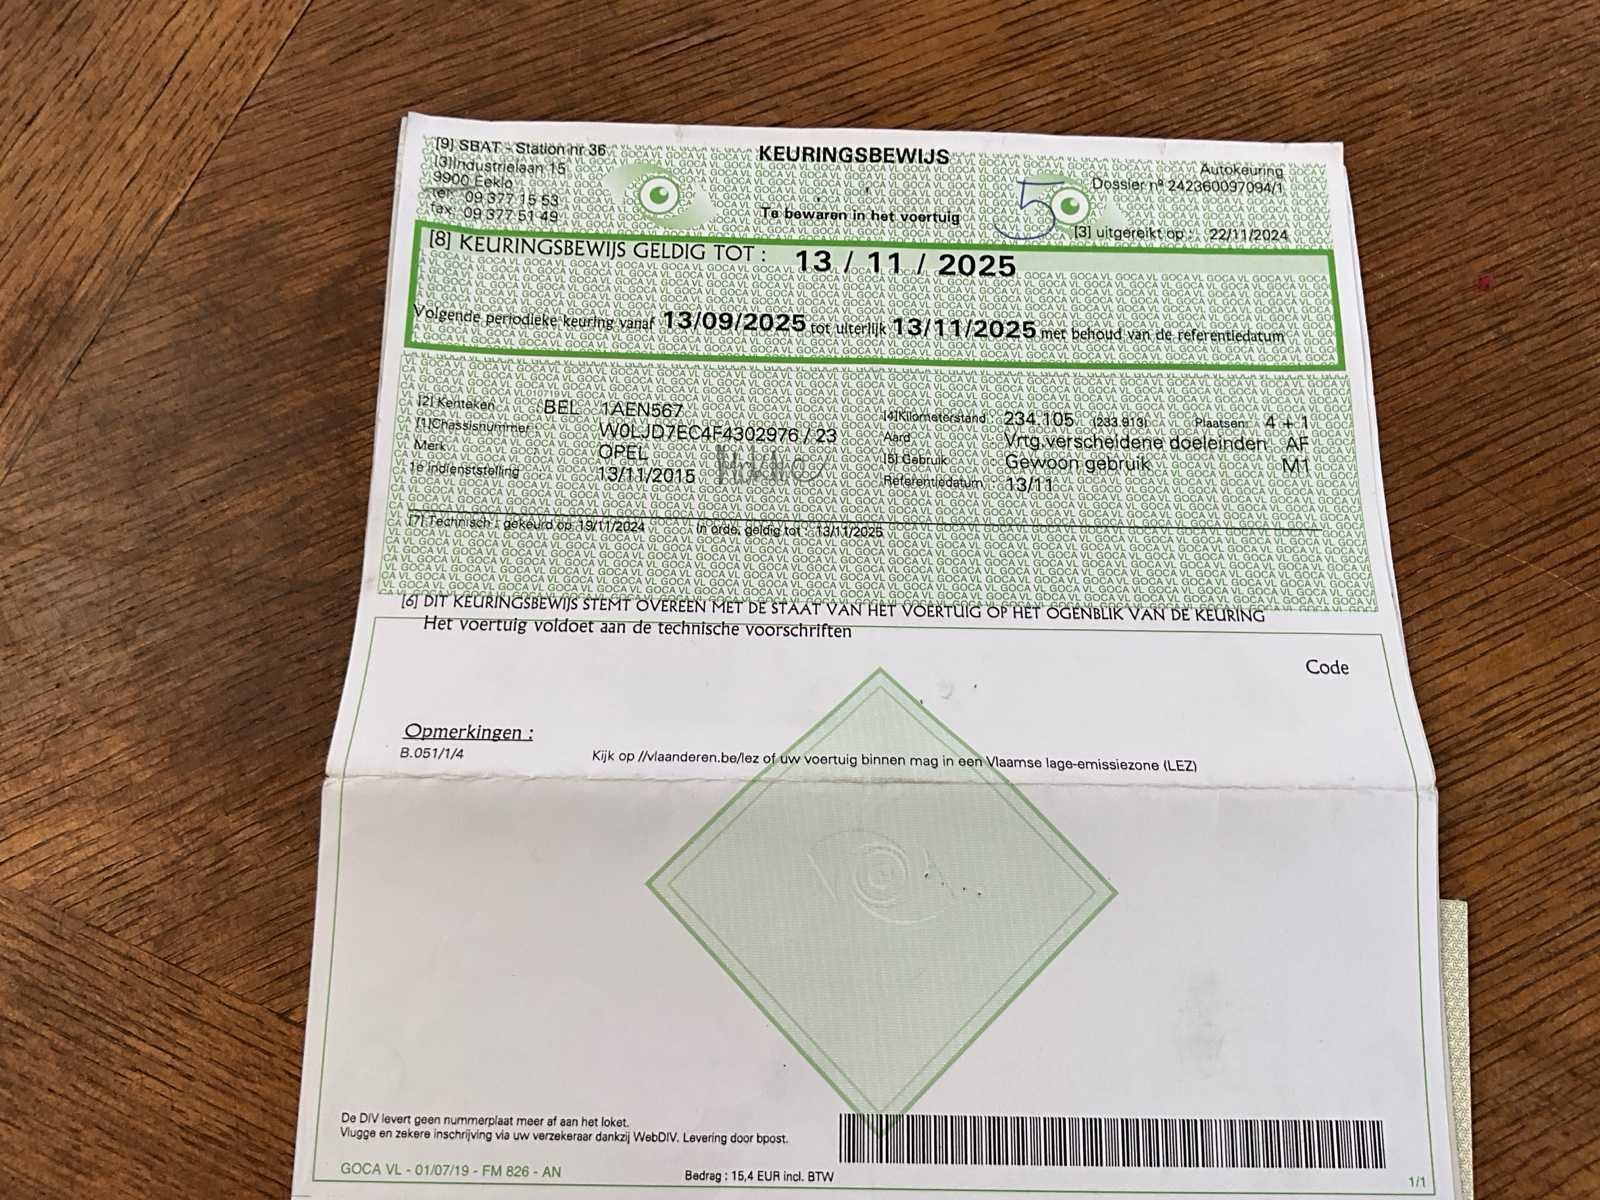 [9] SBAT - Station nr 36
[3]Industrielaan 15
9900 Eeklo
tel 09 377 15 53
fax 09 377 51 49
KEURINGSBEWIJS
Te bewaren in het voertuig
5
Autokeuring
Dossier nº 242360097094/1
[3] uitgereikt op : 22/11/2024
[8] KEURINGSBEWIJS GELDIG TOT : 13 / 11 / 2025
Volgende periodieke keuring vanaf 13/09/2025 tot uiterlijk 13/11/2025 met behoud van de referentiedatum
[2] Kenteken : BEL 1AEN567
[1]Chassisnummer : W0LJD7EC4F4302976 / 23
Merk : OPEL
1e indienststelling 13/11/2015
[4]Kilometerstand : 234.105 (233.913) Plaatsen: 4 + 1
Aard : Vrtg.verscheidene doeleinden AF
[5] Gebruik : Gewoon gebruik M1
Referentiedatum : 13/11
[7] Technisch : gekeurd op 19/11/2024 In orde, geldig tot : 13/11/2025
[6] DIT KEURINGSBEWIJS STEMT OVEREEN MET DE STAAT VAN HET VOERTUIG OP HET OGENBLIK VAN DE KEURING
Het voertuig voldoet aan de technische voorschriften
Code
Opmerkingen :
B.051/1/4 Kijk op //vlaanderen.be/lez of uw voertuig binnen mag in een Vlaamse lage-emissiezone (LEZ)
De DIV levert geen nummerplaat meer af aan het loket.
Vlugge en zekere inschrijving via uw verzekeraar dankzij WebDIV. Levering door bpost.
GOCA VL - 01/07/19 - FM 826 - AN
Bedrag : 15,4 EUR incl. BTW
1/1